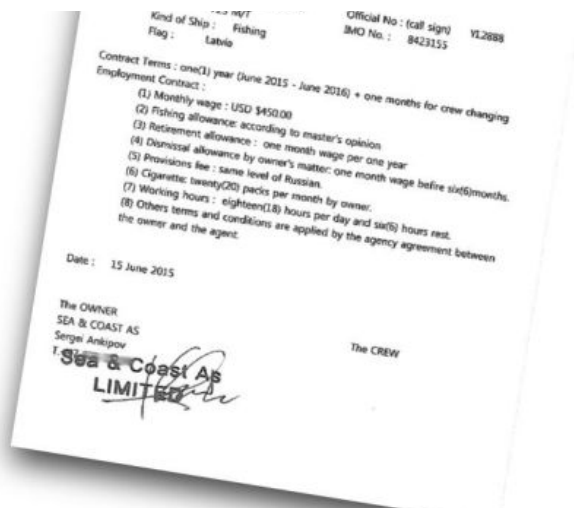 M/T
Official No : (call sign) YL2888
Kind of Ship : Fishing
IMO No. : 8423155
Flag : Latvia
Contract Terms : one(1) year (June 2015 - June 2016) + one months for crew changing
Employment Contract :
(1) Monthly wage : USD $450.00
(2) Fishing allowance: according to master's opinion
(3) Retirement allowance : one month wage per one year
(4) Dismissal allowance by owner's matter: one month wage befire six(6)months.
(5) Provisions fee : same level of Russian.
(6) Cigarette: twenty(20) packs per month by owner.
(7) Working hours : eighteen(18) hours per day and six(6) hours rest.
(8) Others terms and conditions are applied by the agency agreement between
the owner and the agent.
Date : 15 June 2015
The OWNER
The CREW
SEA & COAST AS
Sergei Ankipov
Sea & Coast As
LIMITED